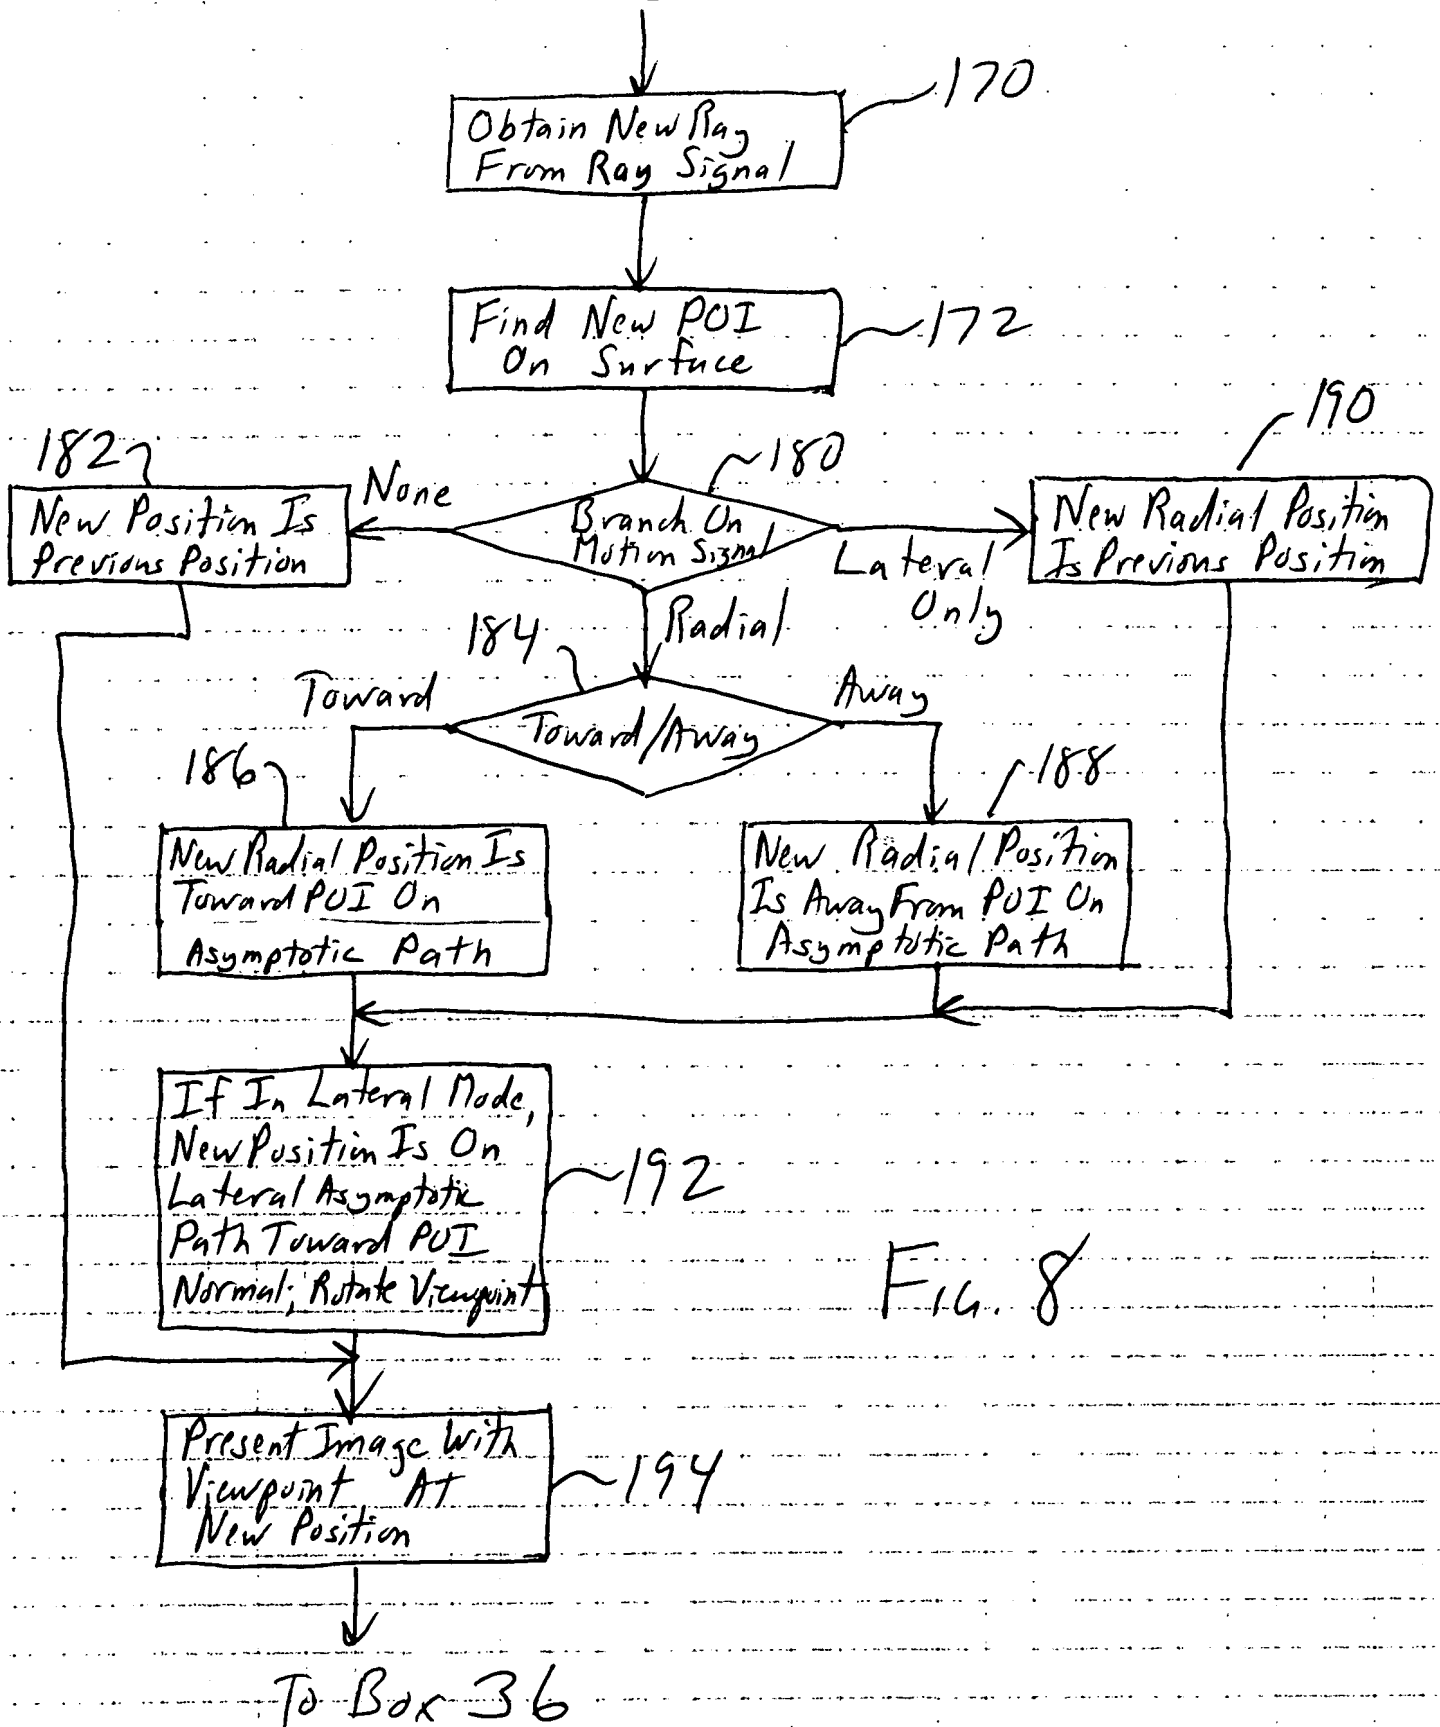 170
Obtain New Ray
From Ray Signal
Find New POI
On Surface
172
190
182
None
180
New Position Is
Previous Position
Branch On
Motion Signal
Lateral
Only
New Radial Position
Is Previous Position
Radial
184
Toward
Away
Toward/Away
186
188
New Radial Position Is
Toward POI On
Asymptotic Path
New Radial Position
Is Away From POI On
Asymptotic Path
If In Lateral Mode,
New Position Is On
Lateral Asymptotic
Path Toward POI
Normal; Rotate Viewpoint
192
Fig. 8
Present Image With
Viewpoint At
New Position
194
To Box 36